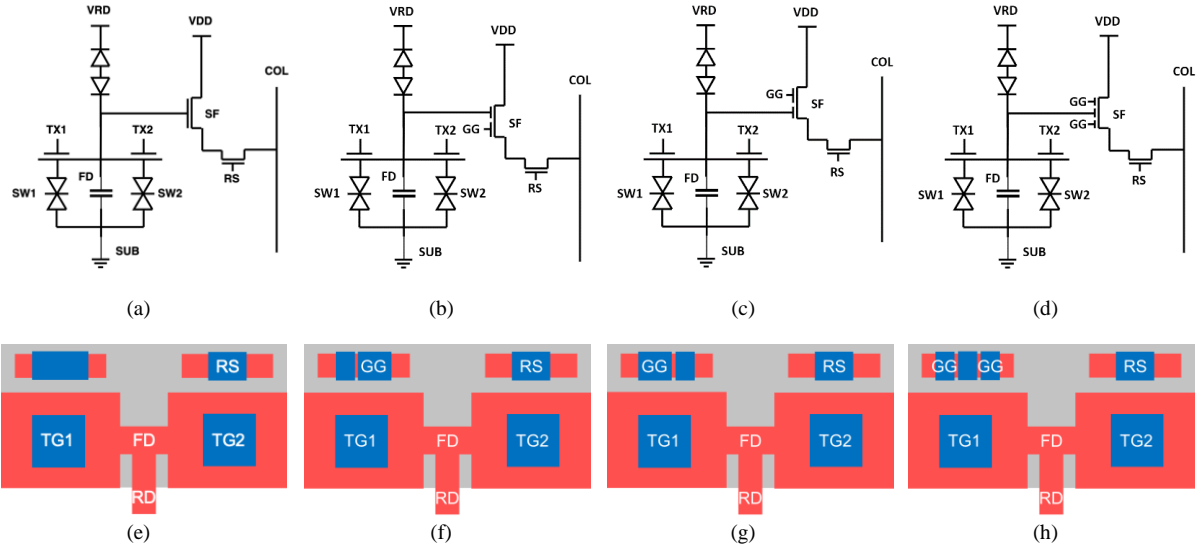 VRD
VDD
COL
SF
TX1
TX2
RS
FD
SW1
SW2
SUB
(a)
VRD
VDD
COL
SF
GG
TX1
TX2
RS
FD
SW1
SW2
SUB
(b)
VRD
VDD
COL
GG
SF
TX1
TX2
RS
FD
SW1
SW2
SUB
(c)
VRD
VDD
COL
GG
SF
GG
TX1
TX2
RS
FD
SW1
SW2
SUB
(d)
RS
TG1
FD
TG2
RD
(e)
GG
RS
TG1
FD
TG2
RD
(f)
GG
RS
TG1
FD
TG2
RD
(g)
GG
GG
RS
TG1
FD
TG2
RD
(h)